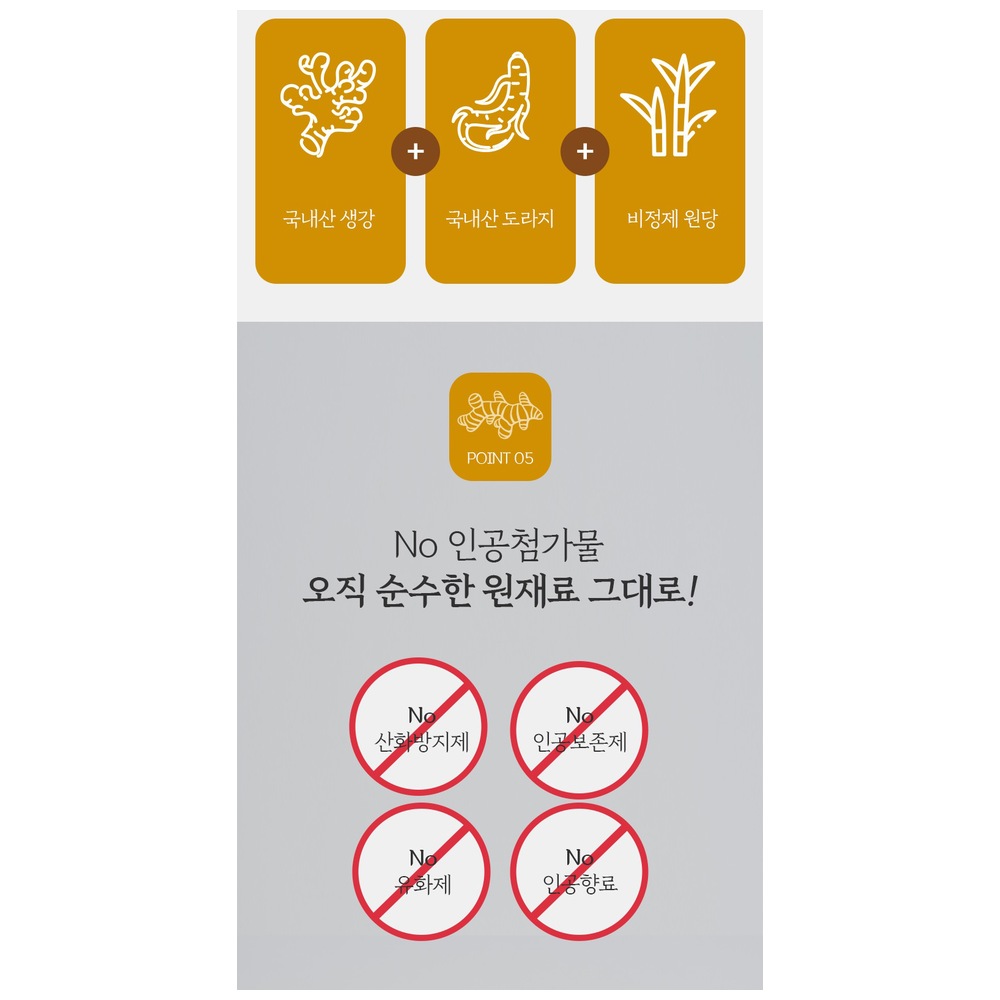 국내산 생강
국내산 도라지
비정제 원당
POINT 05
No 인공첨가물
오직 순수한 원재료 그대로!
No
산화방지제
No
인공보존제
No
유화제
No
인공향료